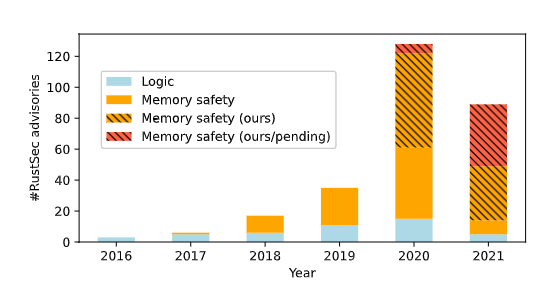 120
100
80
60
40
20
0
#RustSec advisories
Logic
Memory safety
Memory safety (ours)
Memory safety (ours/pending)
2016 2017 2018 2019 2020 2021
Year